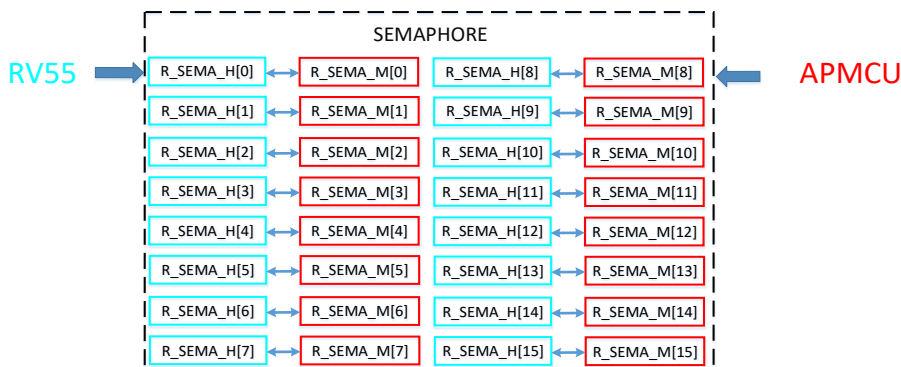 SEMAPHORE
RV55
APMCU
R_SEMA_H[0] R_SEMA_M[0] R_SEMA_H[8] R_SEMA_M[8]
R_SEMA_H[1] R_SEMA_M[1] R_SEMA_H[9] R_SEMA_M[9]
R_SEMA_H[2] R_SEMA_M[2] R_SEMA_H[10] R_SEMA_M[10]
R_SEMA_H[3] R_SEMA_M[3] R_SEMA_H[11] R_SEMA_M[11]
R_SEMA_H[4] R_SEMA_M[4] R_SEMA_H[12] R_SEMA_M[12]
R_SEMA_H[5] R_SEMA_M[5] R_SEMA_H[13] R_SEMA_M[13]
R_SEMA_H[6] R_SEMA_M[6] R_SEMA_H[14] R_SEMA_M[14]
R_SEMA_H[7] R_SEMA_M[7] R_SEMA_H[15] R_SEMA_M[15]